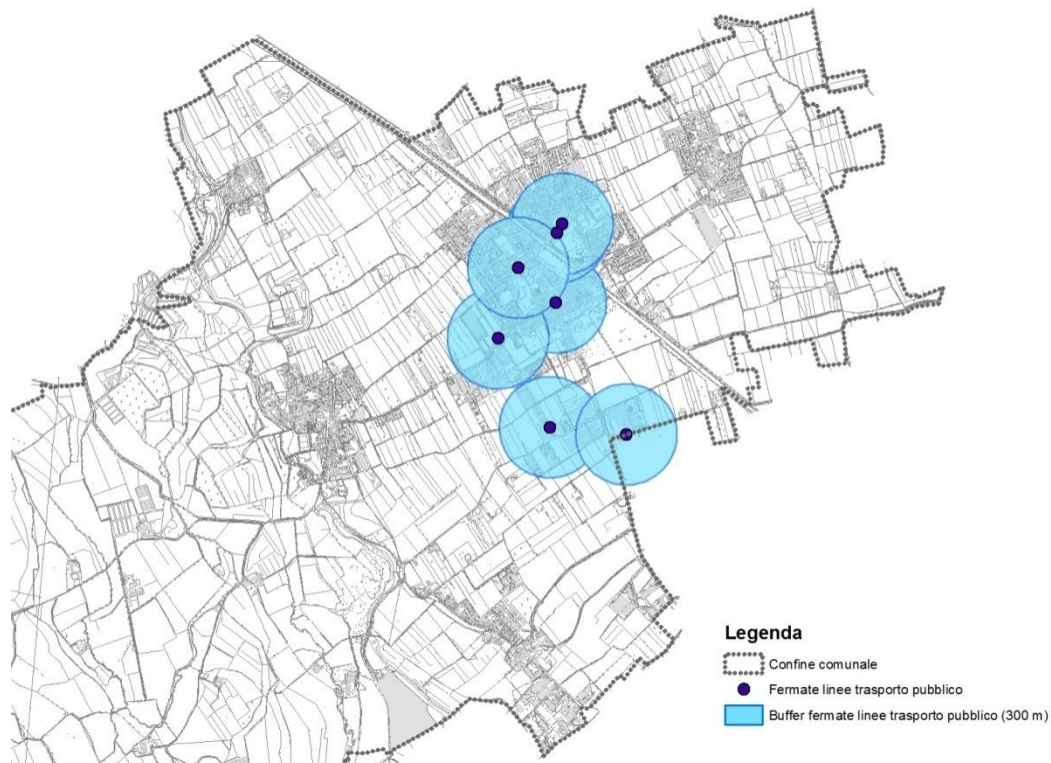 Legenda
Confine comunale
Fermate linee trasporto pubblico
Buffer fermate linee trasporto pubblico (300 m)